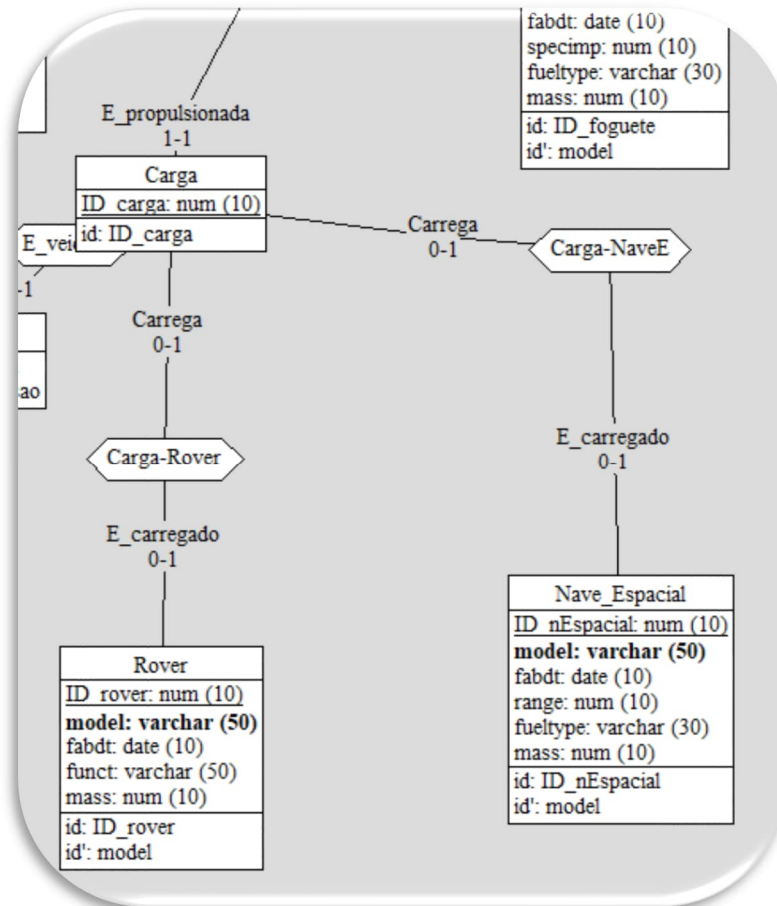 fabdt: date (10)
specimp: num (10)
fueltype: varchar (30)
mass: num (10)
id: ID_foguete
id': model
E_propulsionada
1-1
Carga
ID_carga: num (10)
id: ID_carga
Carrega
0-1
Carga-NaveE
-1
Carrega
0-1
Carga-Rover
E_carregado
0-1
E_carregado
0-1
Rover
ID_rover: num (10)
model: varchar (50)
fabdt: date (10)
funct: varchar (50)
mass: num (10)
id: ID_rover
id': model
Nave_Espacial
ID_nEspacial: num (10)
model: varchar (50)
fabdt: date (10)
range: num (10)
fueltype: varchar (30)
mass: num (10)
id: ID_nEspacial
id': model